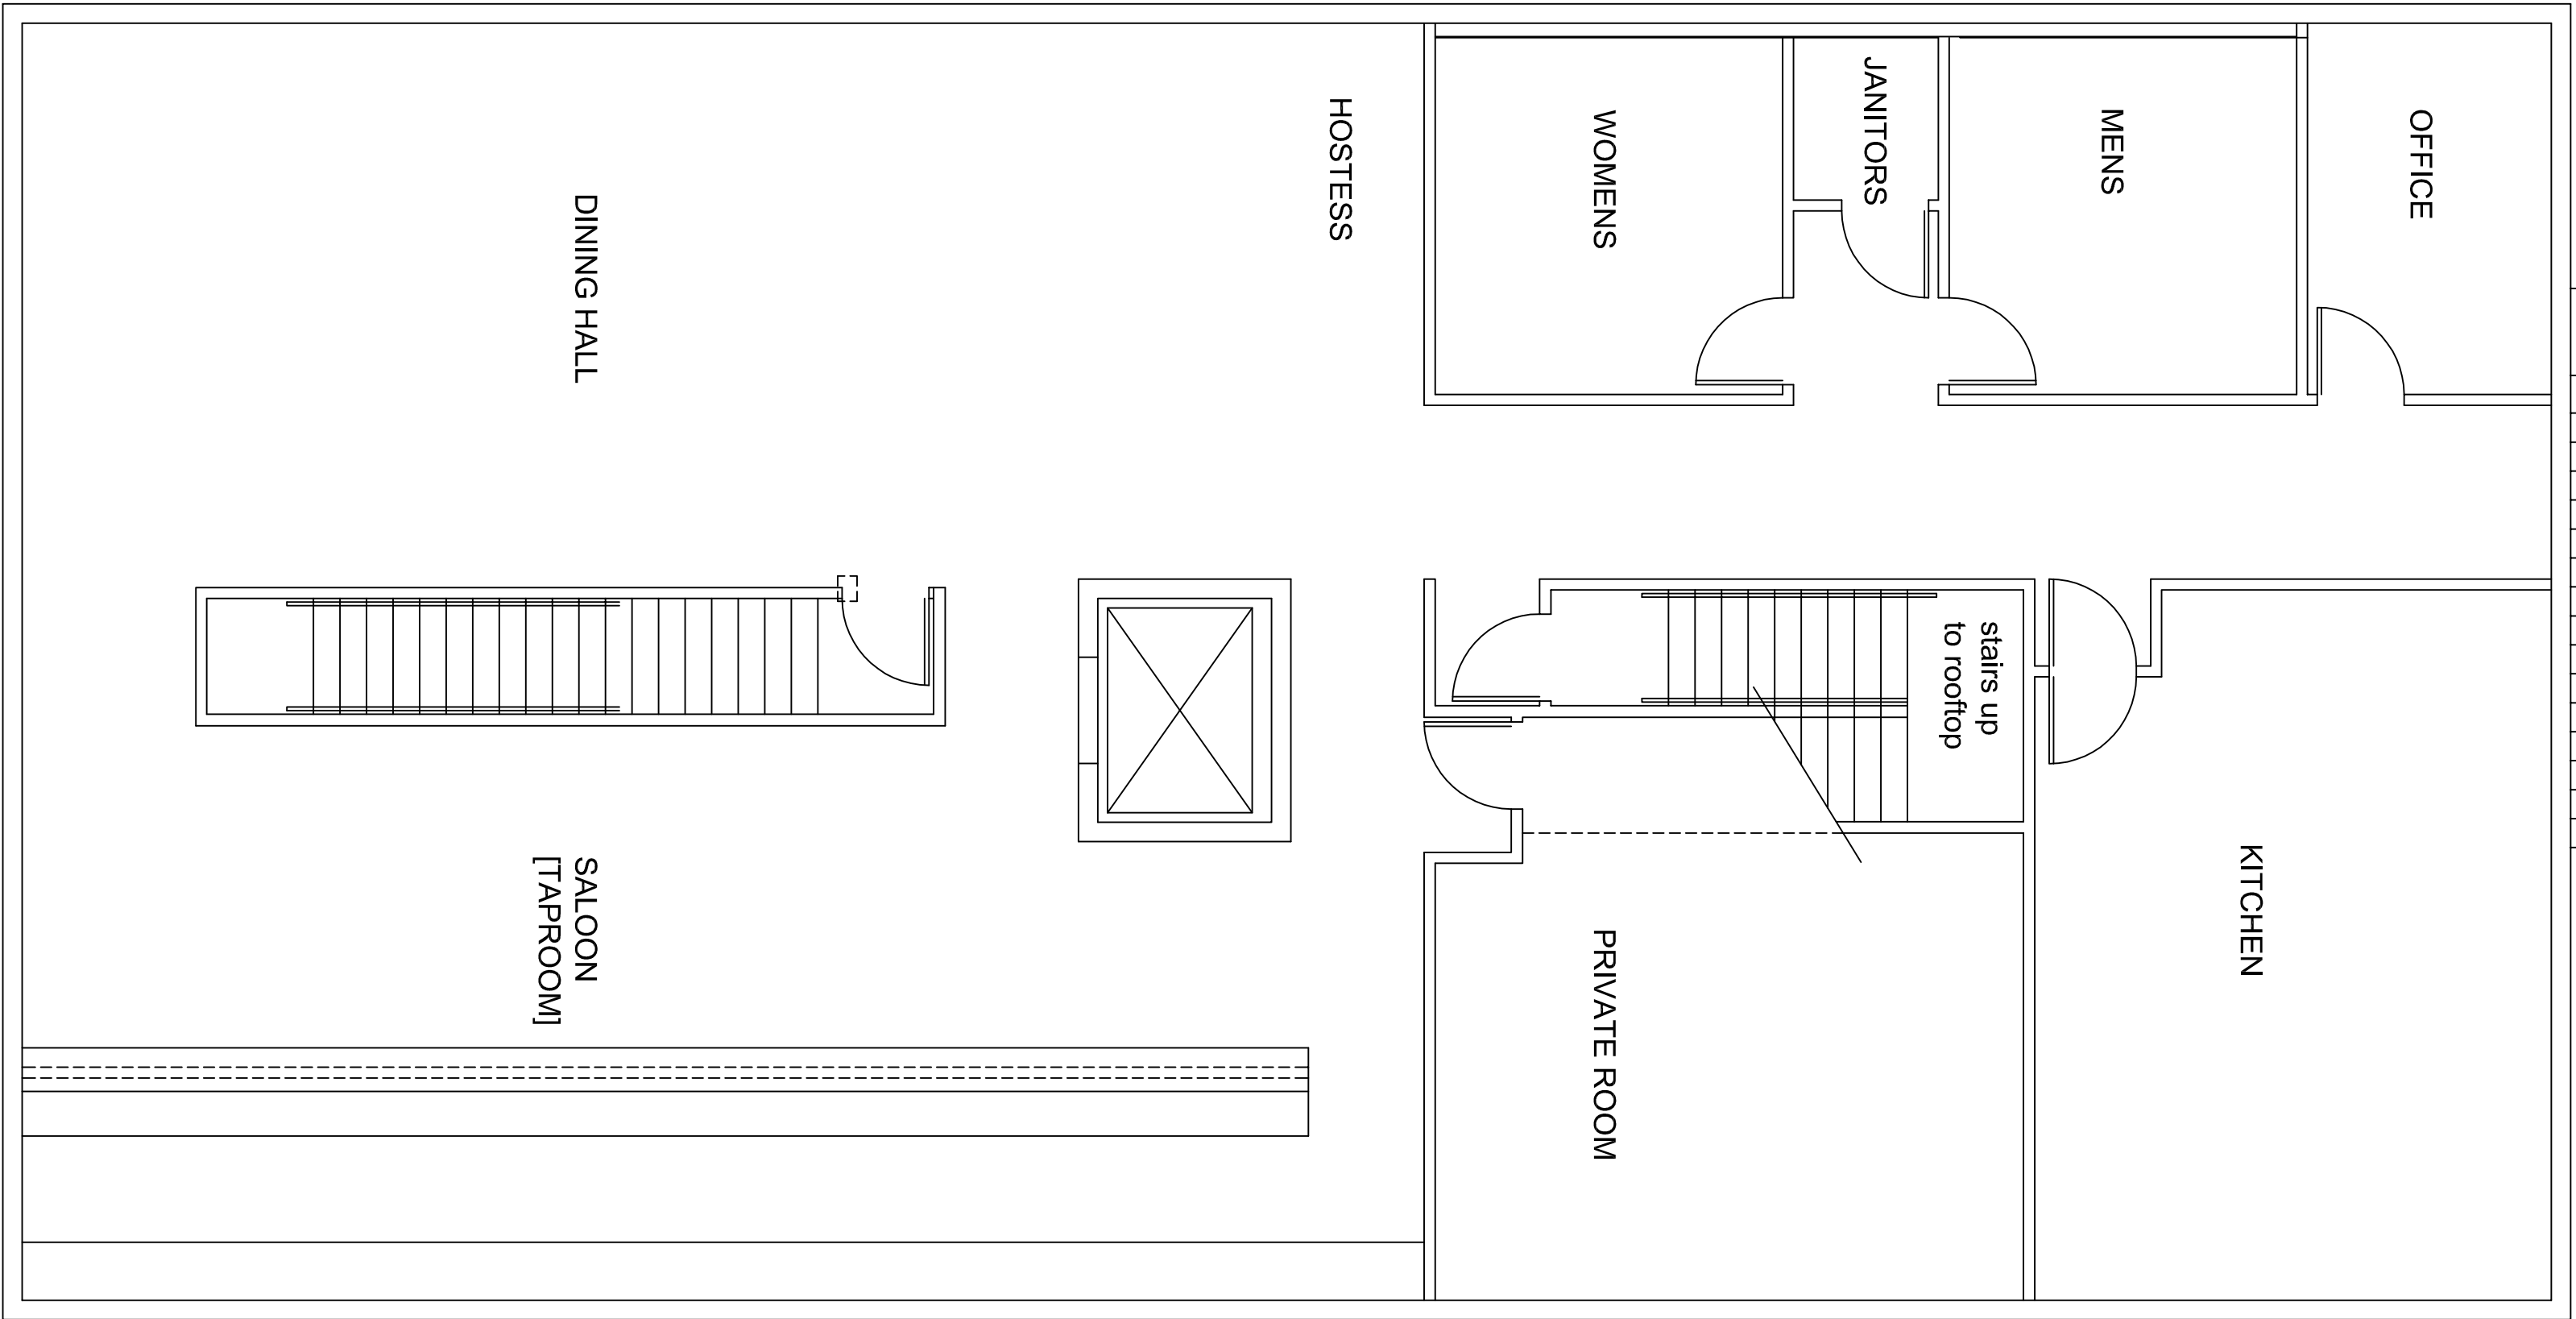 OFFICE
MENS
JANITORS
WOMENS
HOSTESS
DINING HALL
stairs up
to rooftop
KITCHEN
PRIVATE ROOM
SALOON
[TAPROOM]